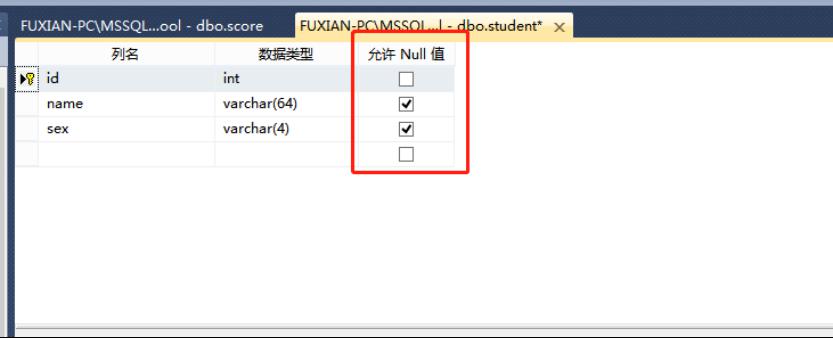 FUXIAN-PC\MSSQL...ool - dbo.score FUXIAN-PC\MSSQL...l - dbo.student*
列名 数据类型 允许 Null 值
id int
name varchar(64)
sex varchar(4)